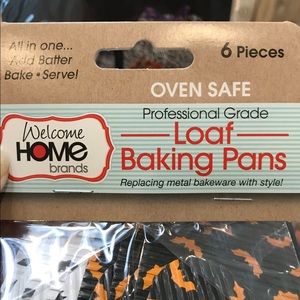 All in one...
Add Batter
Bake • Serve!
6 Pieces
OVEN SAFE
Professional Grade
Loaf
Baking Pans
Replacing metal bakeware with style!
Welcome
HOME
brands